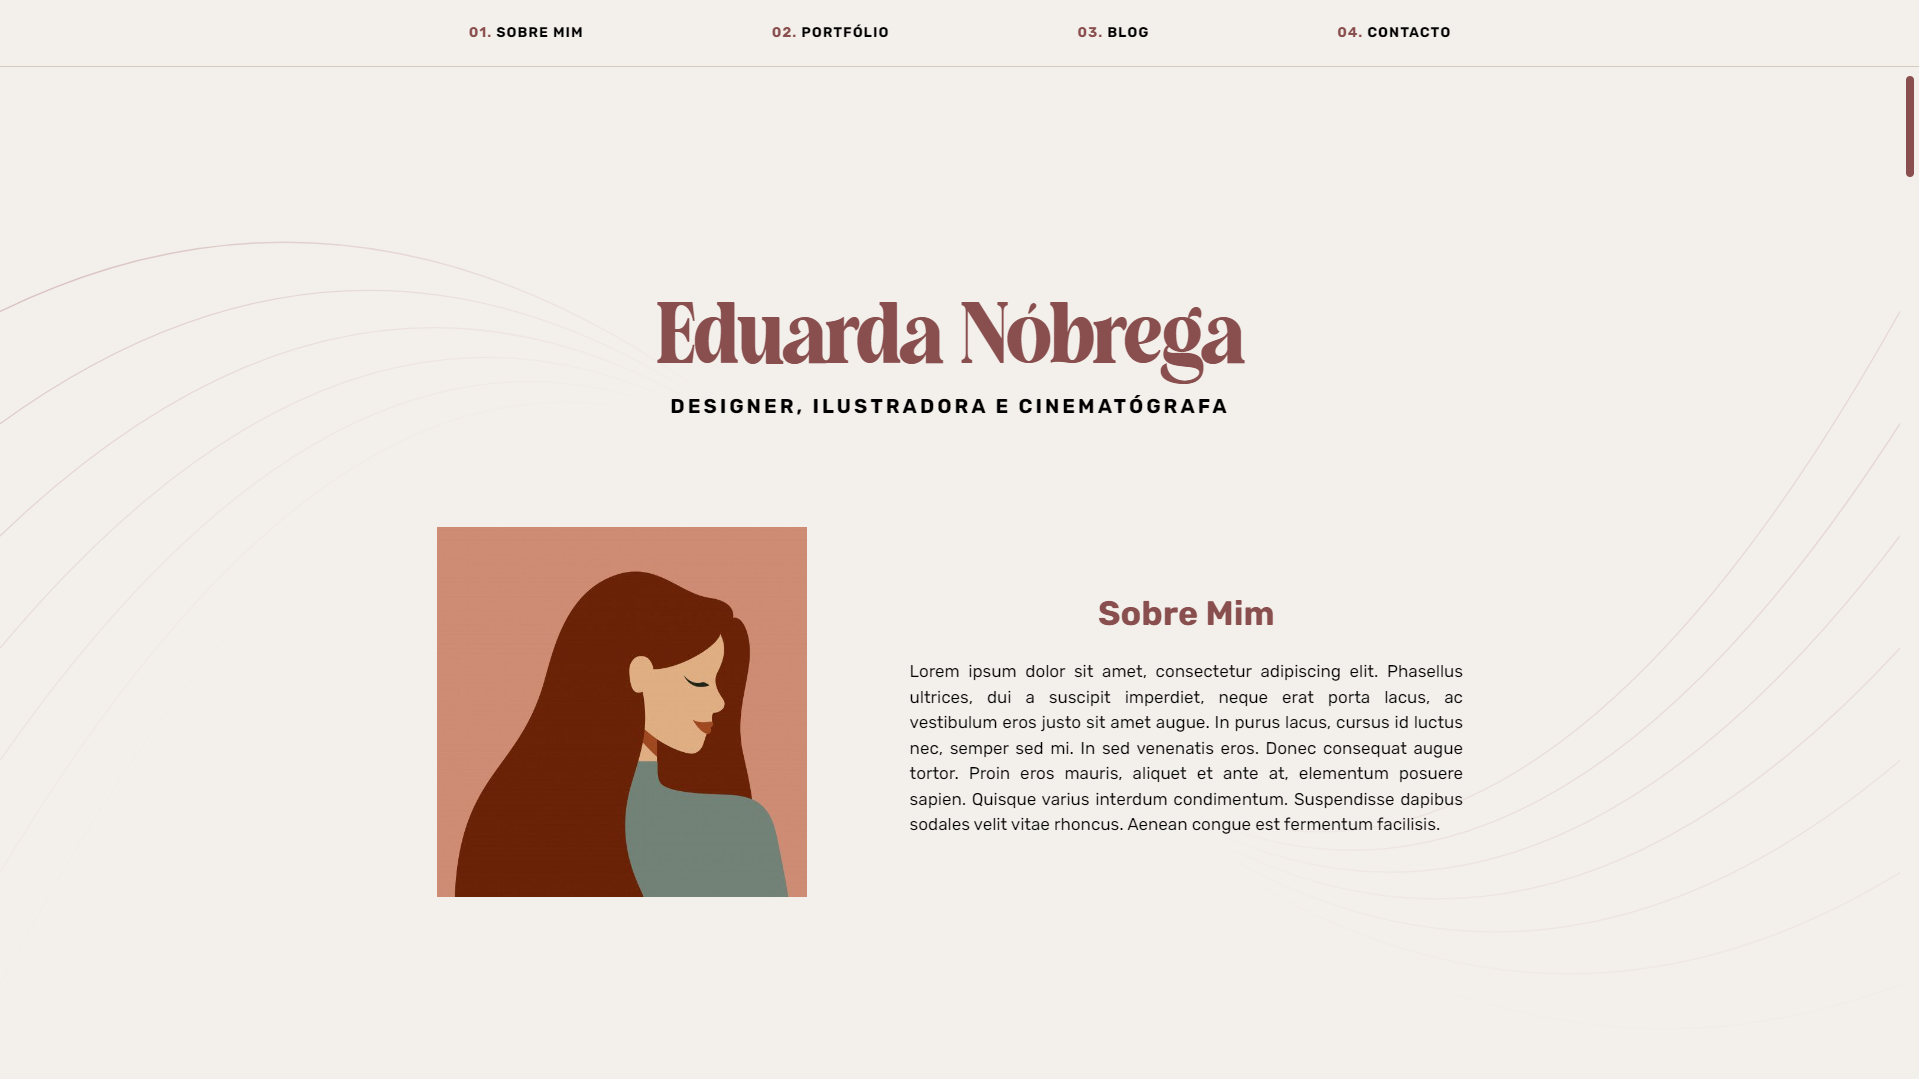 01. SOBRE MIM
02. PORTFÓLIO
03. BLOG
04. CONTACTO
Eduarda Nóbrega
DESIGNER, ILUSTRADORA E CINEMATÓGRAFA
Sobre Mim
Lorem ipsum dolor sit amet, consectetur adipiscing elit. Phasellus
ultrices, dui a suscipit imperdiet, neque erat porta lacus, ac
vestibulum eros justo sit amet augue. In purus lacus, cursus id luctus
nec, semper sed mi. In sed venenatis eros. Donec consequat augue
tortor. Proin eros mauris, aliquet et ante at, elementum posuere
sapien. Quisque varius interdum condimentum. Suspendisse dapibus
sodales velit vitae rhoncus. Aenean congue est fermentum facilisis.